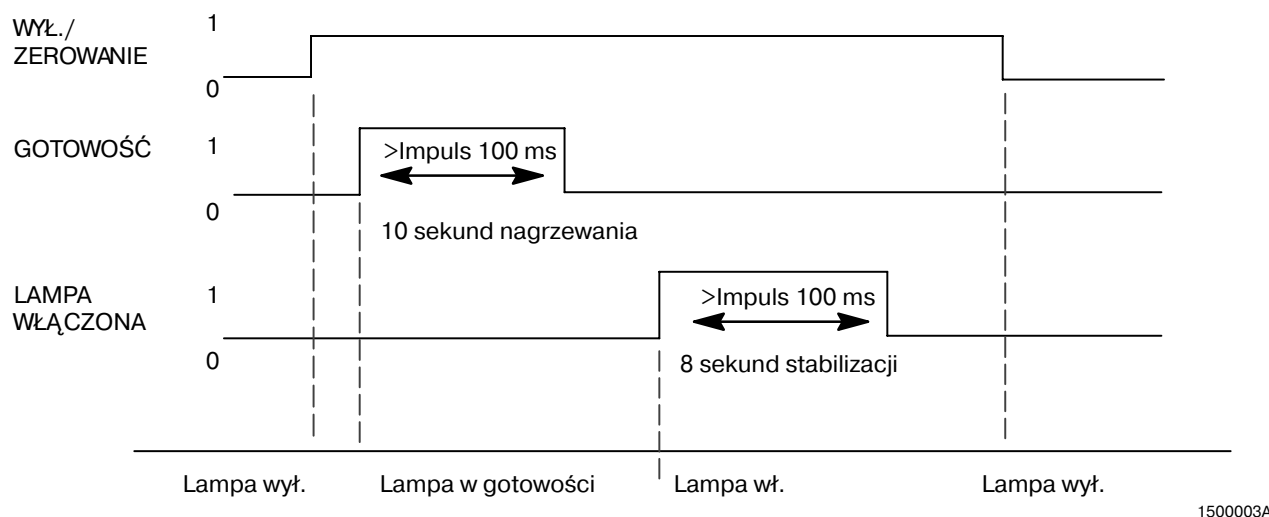 WYŁ./
ZEROWANIE
1
0
GOTOWOŚĆ
1
0
>Impuls 100 ms
10 sekund nagrzewania
LAMPA
WŁĄCZONA
1
0
>Impuls 100 ms
8 sekund stabilizacji
Lampa wył. Lampa w gotowości Lampa wł. Lampa wył.
1500003A